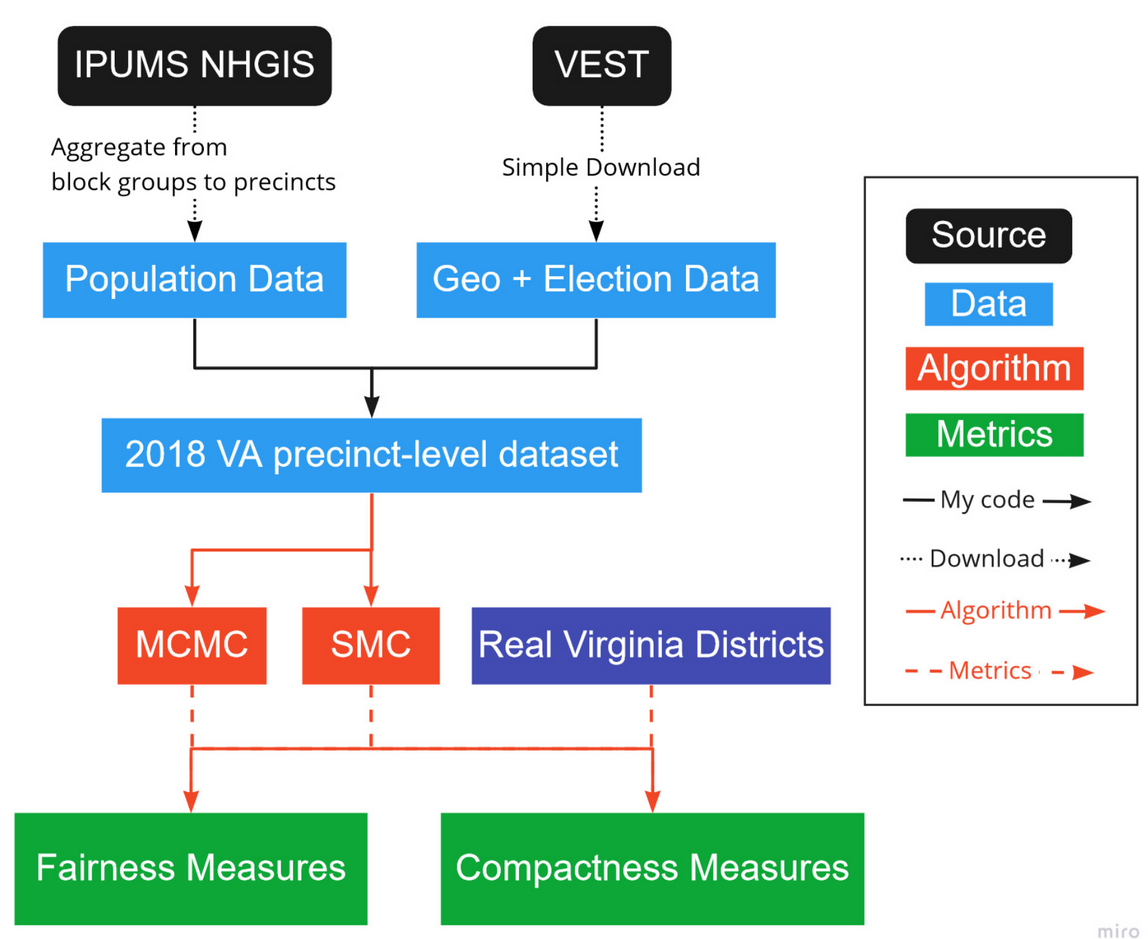 IPUMS NHGIS
VEST
Aggregate from
block groups to precincts
Simple Download
Population Data
Geo + Election Data
2018 VA precinct-level dataset
MCMC
SMC
Real Virginia Districts
Fairness Measures
Compactness Measures
Source
Data
Algorithm
Metrics
My code
Download
Algorithm
Metrics
miro